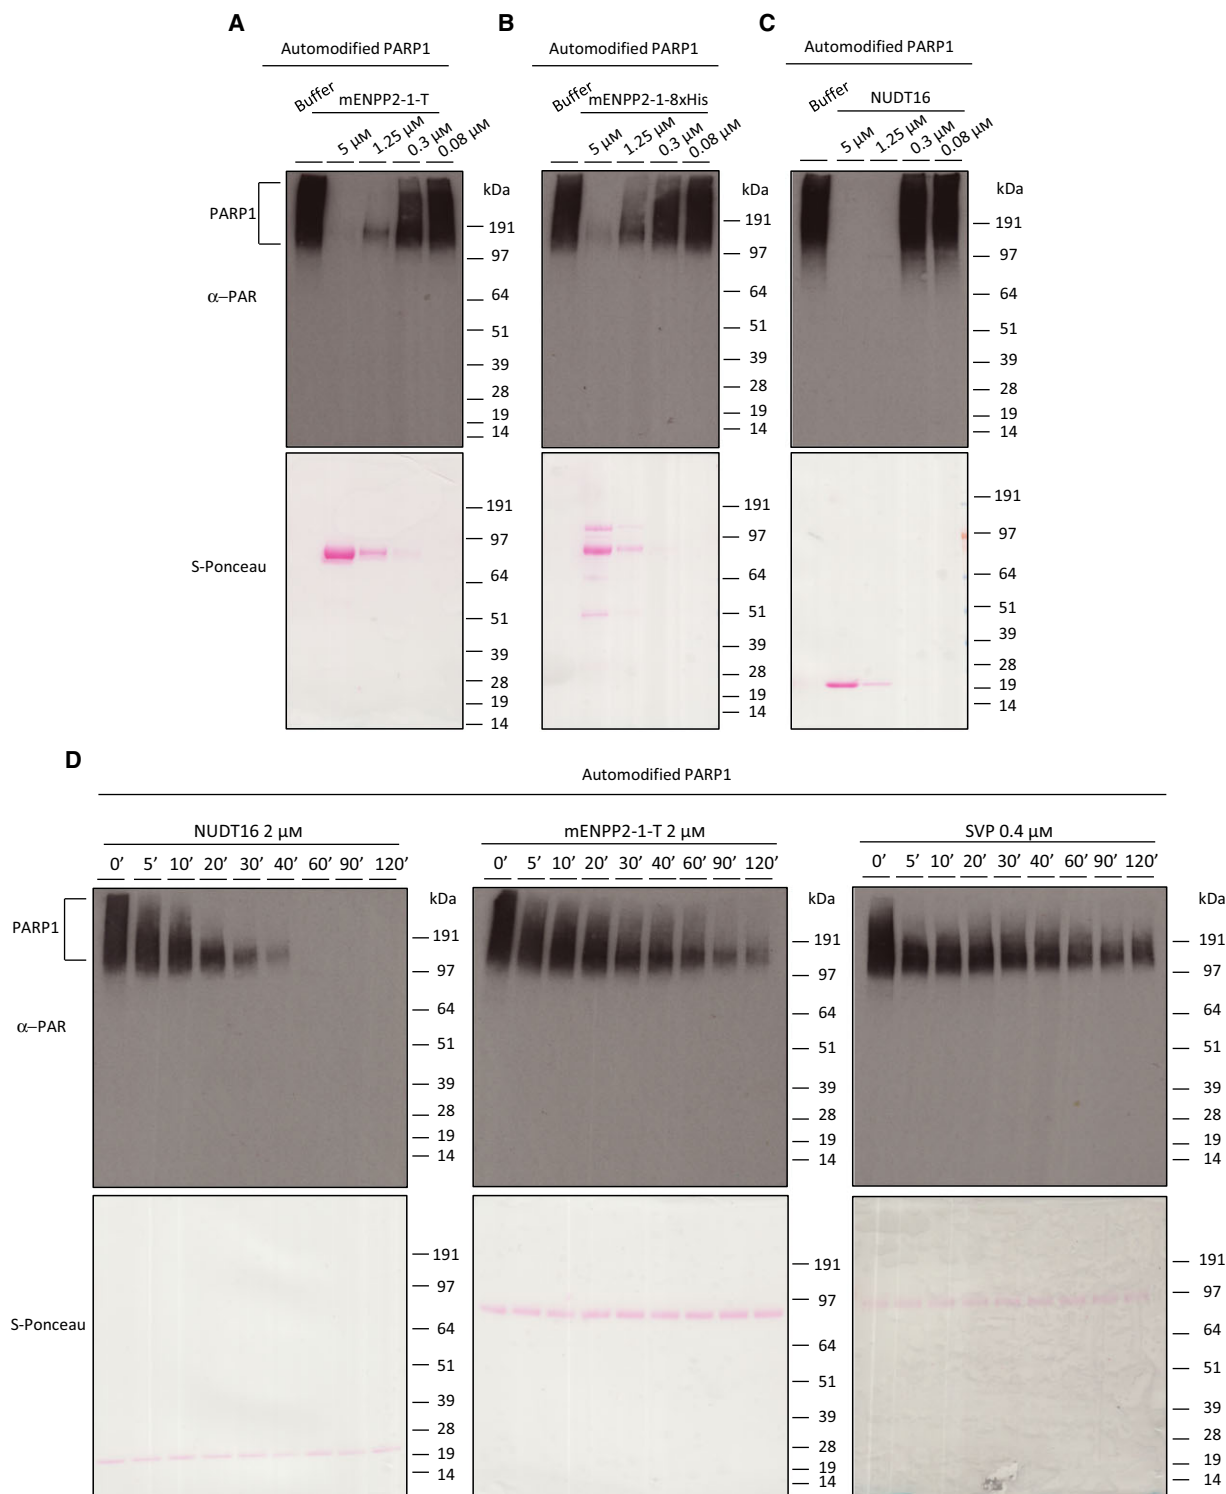 A
Automodified PARP1
Buffer
mENPP2-1-T
5 μM
1.25 μM
0.3 μM
0.08 μM
PARP1
α–PAR
kDa
191
97
64
51
39
28
19
14
S-Ponceau
191
97
64
51
39
28
19
14
B
Automodified PARP1
Buffer
mENPP2-1-8xHis
5 μM
1.25 μM
0.3 μM
0.08 μM
kDa
191
97
64
51
39
28
19
14
191
97
64
51
39
28
19
14
C
Automodified PARP1
Buffer
NUDT16
5 μM
1.25 μM
0.3 μM
0.08 μM
kDa
191
97
64
51
39
28
19
14
191
97
64
51
39
28
19
14
D
Automodified PARP1
NUDT16 2 μM
0’ 5’ 10’ 20’ 30’ 40’ 60’ 90’ 120’
PARP1
α–PAR
kDa
191
97
64
51
39
28
19
14
S-Ponceau
191
97
64
51
39
28
19
14
mENPP2-1-T 2 μM
0’ 5’ 10’ 20’ 30’ 40’ 60’ 90’ 120’
kDa
191
97
64
51
39
28
19
14
191
97
64
51
39
28
19
14
SVP 0.4 μM
0’ 5’ 10’ 20’ 30’ 40’ 60’ 90’ 120’
kDa
191
97
64
51
39
28
19
14
191
97
64
51
39
28
19
14